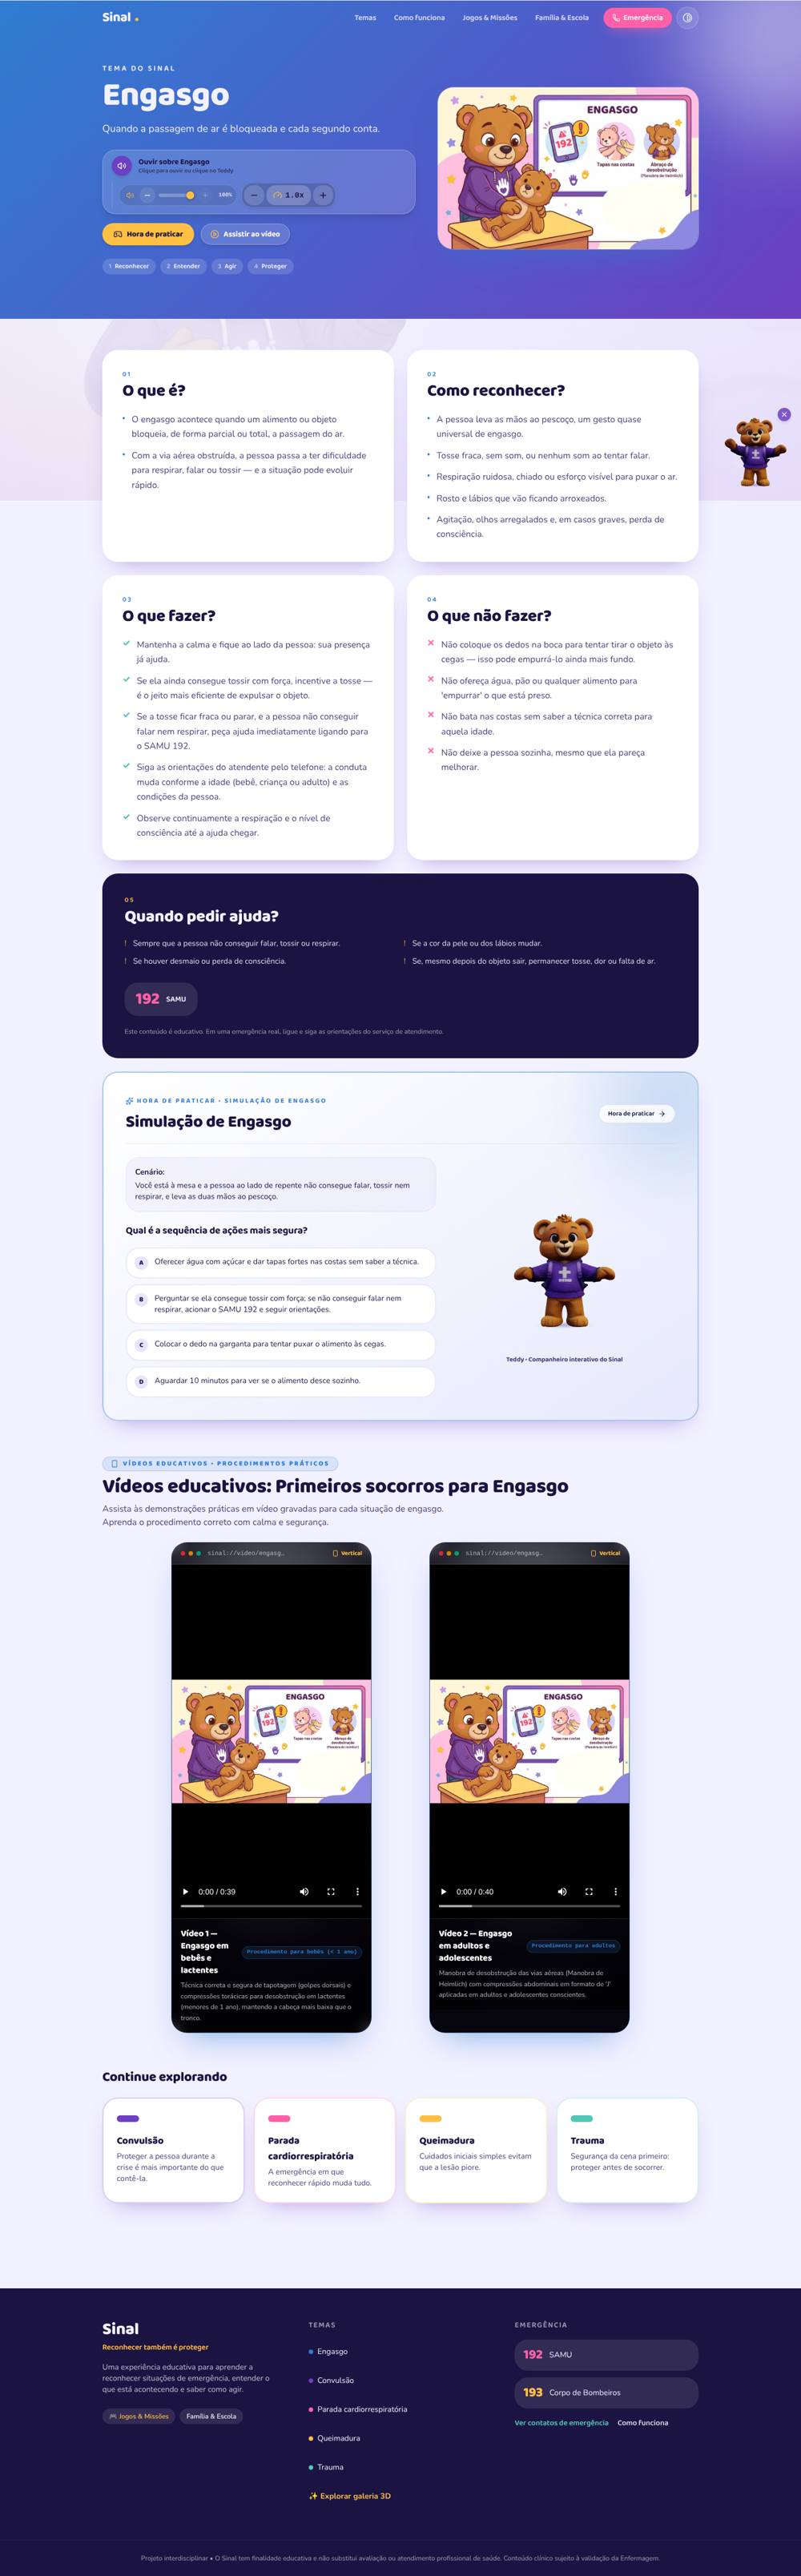 Sinal.
Temas
Como funciona
Jogos & Missões
Família & Escola
Emergência
TEMA DO SINAL
Engasgo
Quando a passagem de ar é bloqueada e cada segundo conta.
Ouvir sobre Engasgo
Clique para ouvir ou clique no Teddy
100%
1.0x
Hora de praticar
Assistir ao vídeo
1 Reconhecer
2 Entender
3 Agir
4 Proteger
ENGASGO
192
Tapas nas costas
Abraço de
desobstrução
(Manobra de heimlich)
01
O que é?
O engasgo acontece quando um alimento ou objeto
bloqueia, de forma parcial ou total, a passagem do ar.
Com a via aérea obstruída, a pessoa passa a ter dificuldade
para respirar, falar ou tossir — e a situação pode evoluir
rápido.
02
Como reconhecer?
A pessoa leva as mãos ao pescoço, um gesto quase
universal de engasgo.
Tosse fraca, sem som, ou nenhum som ao tentar falar.
Respiração ruidosa, chiado ou esforço visível para puxar o ar.
Rosto e lábios que vão ficando arroxeados.
Agitação, olhos arregalados e, em casos graves, perda de
consciência.
03
O que fazer?
Mantenha a calma e fique ao lado da pessoa: sua presença
já ajuda.
Se ela ainda consegue tossir com força, incentive a tosse —
é o jeito mais eficiente de expulsar o objeto.
Se a tosse ficar fraca ou parar, e a pessoa não conseguir
falar nem respirar, peça ajuda imediatamente ligando para
o SAMU 192.
Siga as orientações do atendente pelo telefone: a conduta
muda conforme a idade (bebê, criança ou adulto) e as
condições da pessoa.
Observe continuamente a respiração e o nível de
consciência até a ajuda chegar.
04
O que não fazer?
Não coloque os dedos na boca para tentar tirar o objeto às
cegas — isso pode empurrá-lo ainda mais fundo.
Não ofereça água, pão ou qualquer alimento para
'empurrar' o que está preso.
Não bata nas costas sem saber a técnica correta para
aquela idade.
Não deixe a pessoa sozinha, mesmo que ela pareça
melhorar.
05
Quando pedir ajuda?
! Sempre que a pessoa não conseguir falar, tossir ou respirar.
! Se a cor da pele ou dos lábios mudar.
! Se houver desmaio ou perda de consciência.
! Se, mesmo depois do objeto sair, permanecer tosse, dor ou falta de ar.
192 SAMU
Este conteúdo é educativo. Em uma emergência real, ligue e siga as orientações do serviço de atendimento.
HORA DE PRATICAR • SIMULAÇÃO DE ENGASGO
Simulação de Engasgo
Hora de praticar →
Cenário:
Você está à mesa e a pessoa ao lado de repente não consegue falar, tossir nem
respirar, e leva as duas mãos ao pescoço.
Qual é a sequência de ações mais segura?
A Oferecer água com açúcar e dar tapas fortes nas costas sem saber a técnica.
B Perguntar se ela consegue tossir com força; se não conseguir falar nem
respirar, acionar o SAMU 192 e seguir orientações.
C Colocar o dedo na garganta para tentar puxar o alimento às cegas.
D Aguardar 10 minutos para ver se o alimento desce sozinho.
Teddy • Companheiro interativo do Sinal
VÍDEOS EDUCATIVOS • PROCEDIMENTOS PRÁTICOS
Vídeos educativos: Primeiros socorros para Engasgo
Assista às demonstrações práticas em vídeo gravadas para cada situação de engasgo.
Aprenda o procedimento correto com calma e segurança.
sinal://video/engasg…
Vertical
ENGASGO
192
Tapas nas costas
Abraço de
desobstrução
(Manobra de heimlich)
0:00 / 0:39
Vídeo 1 —
Engasgo em
bebês e
lactentes
Procedimento para bebês (< 1 ano)
Técnica correta e segura de tapotagem (golpes dorsais) e
compressões torácicas para desobstrução em lactentes
(menores de 1 ano), mantendo a cabeça mais baixa que o
tronco.
sinal://video/engasg…
Vertical
ENGASGO
192
Tapas nas costas
Abraço de
desobstrução
(Manobra de heimlich)
0:00 / 0:40
Vídeo 2 — Engasgo
em adultos e
adolescentes
Procedimento para adultos
Manobra de desobstrução das vias aéreas (Manobra de
Heimlich) com compressões abdominais em formato de 'J'
aplicadas em adultos e adolescentes conscientes.
Continue explorando
Convulsão
Proteger a pessoa durante a
crise é mais importante do que
contê-la.
Parada
cardiorrespiratória
A emergência em que
reconhecer rápido muda tudo.
Queimadura
Cuidados iniciais simples evitam
que a lesão piore.
Trauma
Segurança da cena primeiro:
proteger antes de socorrer.
Sinal
Reconhecer também é proteger
Uma experiência educativa para aprender a
reconhecer situações de emergência, entender o
que está acontecendo e saber como agir.
Jogos & Missões
Família & Escola
TEMAS
Engasgo
Convulsão
Parada cardiorrespiratória
Queimadura
Trauma
Explorar galeria 3D
EMERGÊNCIA
192 SAMU
193 Corpo de Bombeiros
Ver contatos de emergência
Como funciona
Projeto interdisciplinar • O Sinal tem finalidade educativa e não substitui avaliação ou atendimento profissional de saúde. Conteúdo clínico sujeito à validação da Enfermagem.